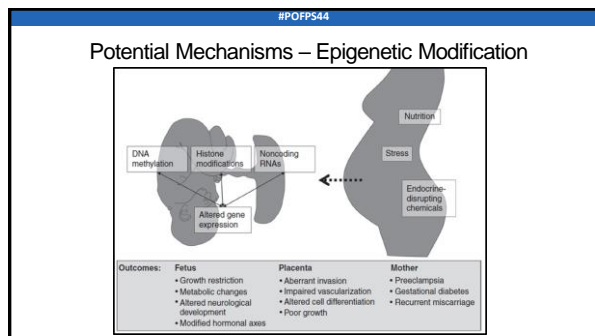 #POFPS44
Potential Mechanisms – Epigenetic Modification
DNA
methylation
Histone
modifications
Noncoding
RNAs
Altered gene
expression
Nutrition
Stress
Endocrine-
disrupting
chemicals
Outcomes:
Fetus
• Growth restriction
• Metabolic changes
• Altered neurological
development
• Modified hormonal axes
Placenta
• Aberrant invasion
• Impaired vascularization
• Altered cell differentiation
• Poor growth
Mother
• Preeclampsia
• Gestational diabetes
• Recurrent miscarriage